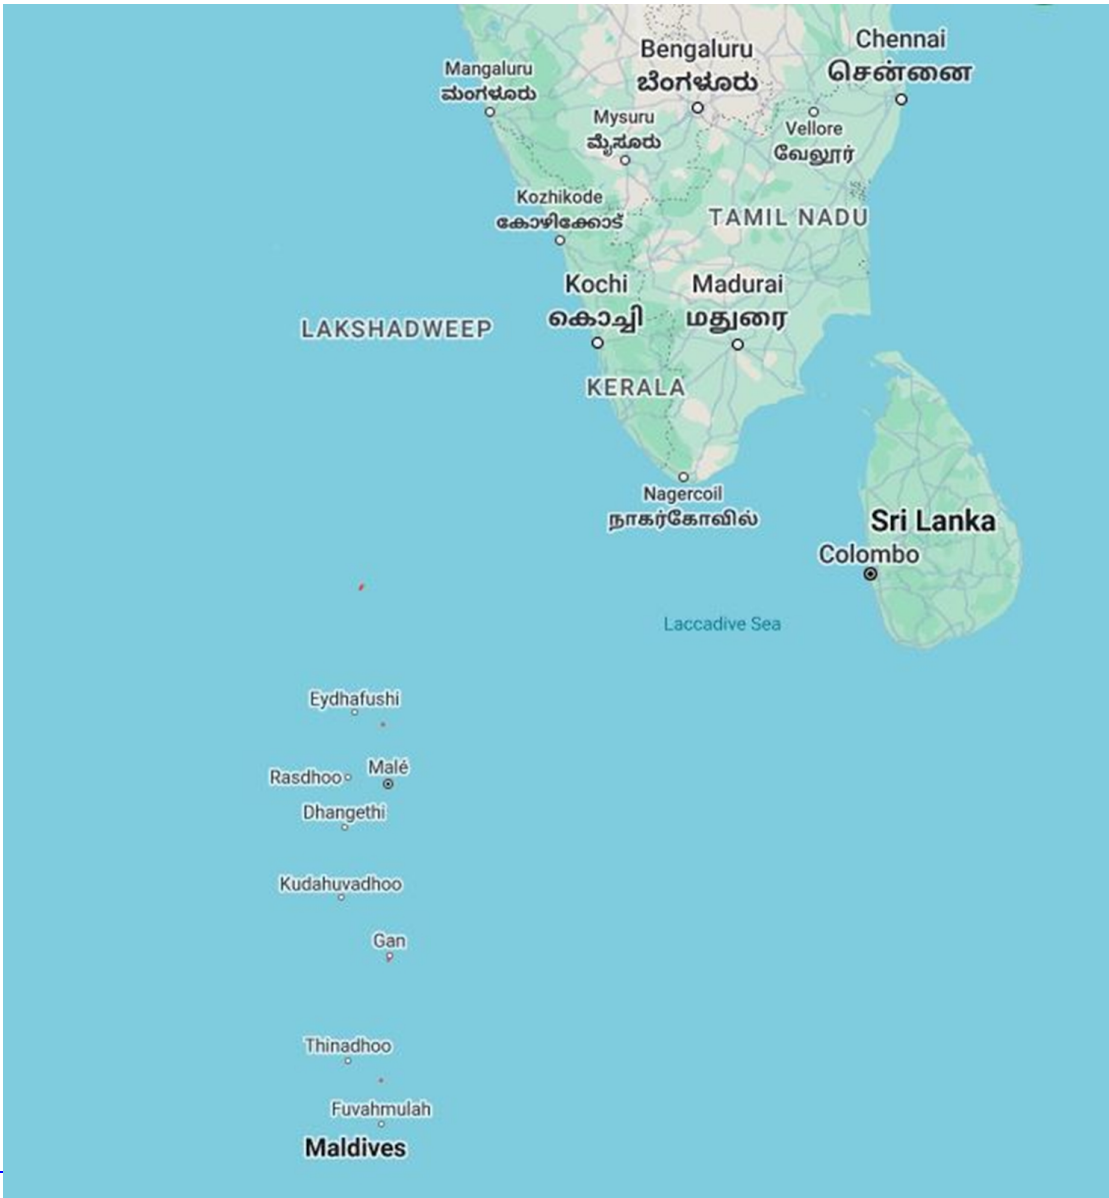 Chennai
சென்னை
Bengaluru
ಬೆಂಗಳೂರು
Mangaluru
ಮಂಗಳೂರು
Mysuru
ಮೈಸೂರು
Vellore
வேலூர்
Kozhikode
കോഴിക്കോട്
TAMIL NADU
Kochi
കൊച്ചി
Madurai
மதுரை
LAKSHADWEEP
KERALA
Nagercoil
நாகர்கோவில்
Sri Lanka
Colombo
Laccadive Sea
Eydhafushi
Malé
Rasdhoo
Dhangethi
Kudahuvadhoo
Gan
Thinadhoo
Fuvahmulah
Maldives